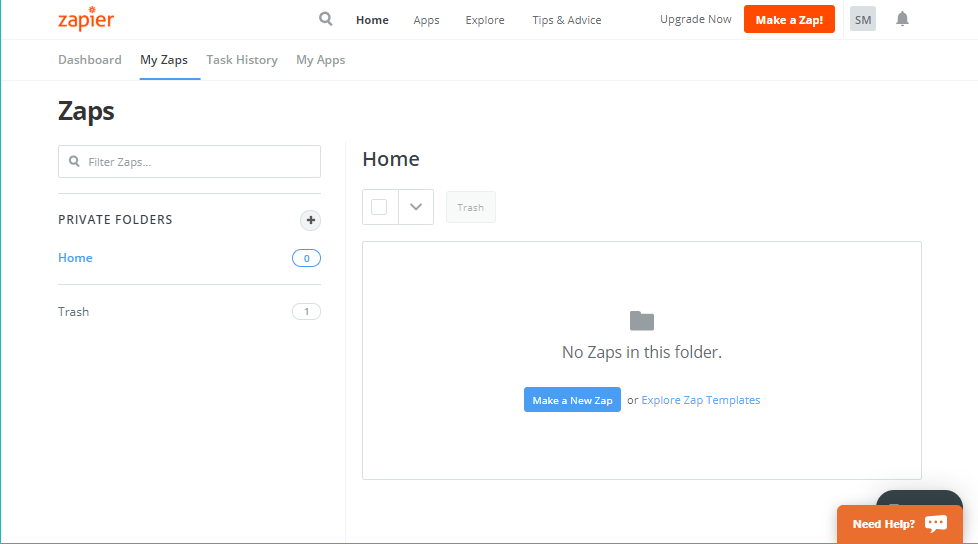 zapier Home Apps Explore Tips & Advice Upgrade Now Make a Zap! SM
Dashboard My Zaps Task History My Apps
Zaps
Filter Zaps...
PRIVATE FOLDERS
Home 0
Trash 1
Home
Trash
No Zaps in this folder.
Make a New Zap or Explore Zap Templates
Need Help?